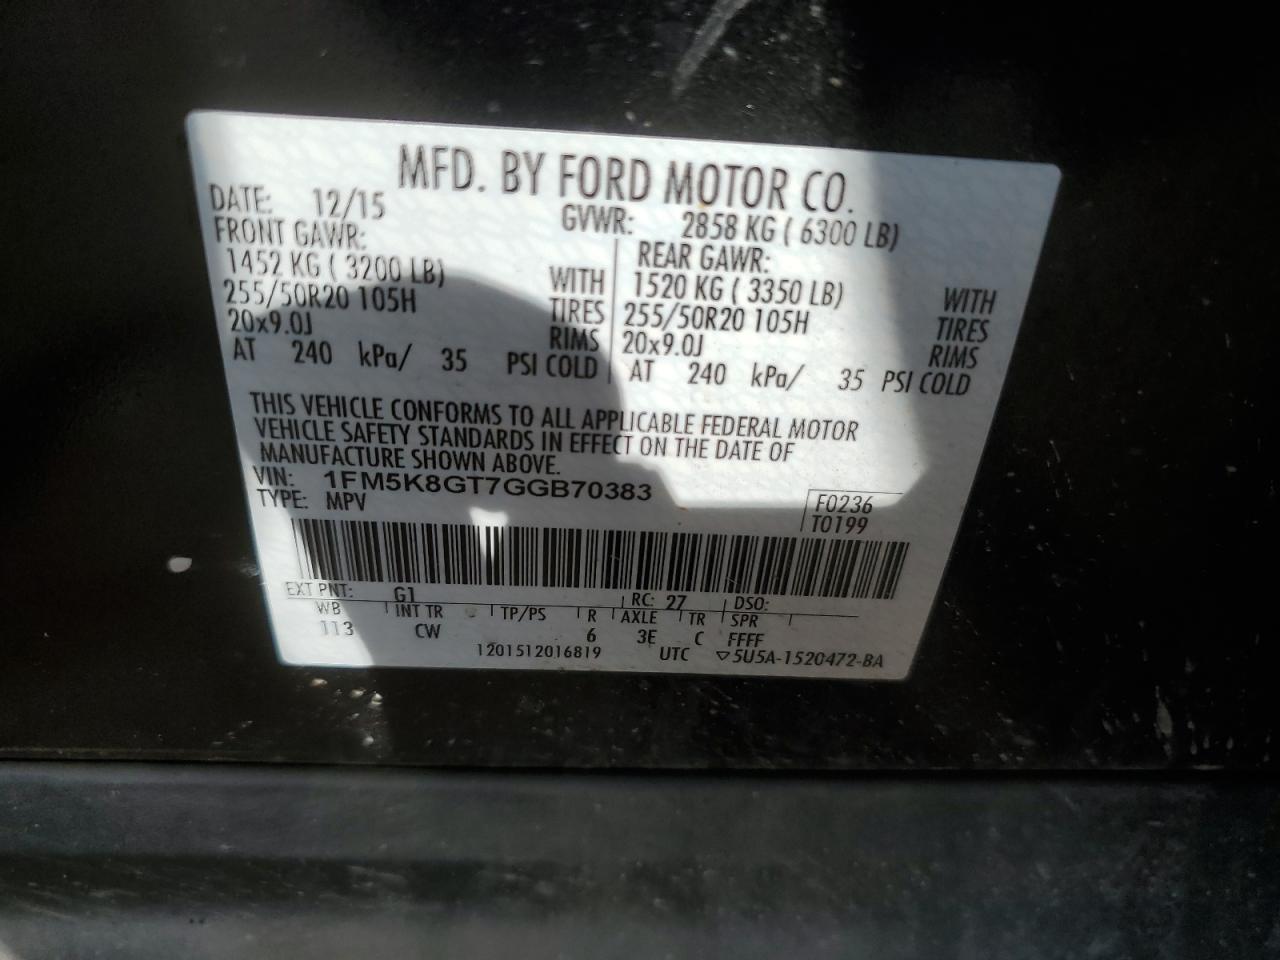 MFD. BY FORD MOTOR CO.
DATE: 12/15 GVWR: 2858 KG ( 6300 LB)
FRONT GAWR: REAR GAWR:
1452 KG ( 3200 LB) WITH 1520 KG ( 3350 LB) WITH
255/50R20 105H TIRES 255/50R20 105H TIRES
20x9.0J RIMS 20x9.0J RIMS
AT 240 kPa/ 35 PSI COLD AT 240 kPa/ 35 PSI COLD
THIS VEHICLE CONFORMS TO ALL APPLICABLE FEDERAL MOTOR
VEHICLE SAFETY STANDARDS IN EFFECT ON THE DATE OF
MANUFACTURE SHOWN ABOVE.
VIN: 1FM5K8GT7GGB70383
TYPE: MPV F0236
T0199
EXT PNT: G1 RC: 27 DSO:
WB INT TR TP/PS R AXLE TR SPR
113 CW 6 3E C FFFF
1201512016819 UTC ▽5U5A-1520472-BA